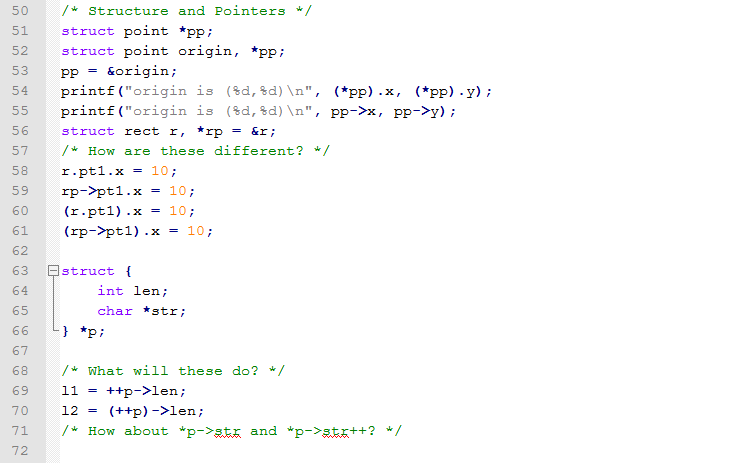 50 /* Structure and Pointers */
51 struct point *pp;
52 struct point origin, *pp;
53 pp = &origin;
54 printf("origin is (%d,%d)\n", (*pp).x, (*pp).y);
55 printf("origin is (%d,%d)\n", pp->x, pp->y);
56 struct rect r, *rp = &r;
57 /* How are these different? */
58 r.pt1.x = 10;
59 rp->pt1.x = 10;
60 (r.pt1).x = 10;
61 (rp->pt1).x = 10;
62
63 struct {
64     int len;
65     char *str;
66 } *p;
67
68 /* What will these do? */
69 l1 = ++p->len;
70 l2 = (++p)->len;
71 /* How about *p->str and *p->str++? */
72